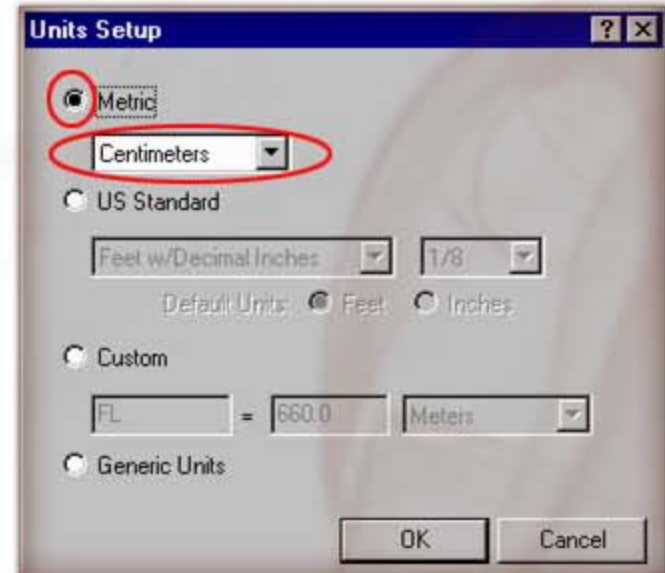 Units Setup
Metric
Centimeters
US Standard
Feet w/Decimal Inches 1/8
Default Units: Feet Inches
Custom
FL = 660.0 Meters
Generic Units
OK Cancel